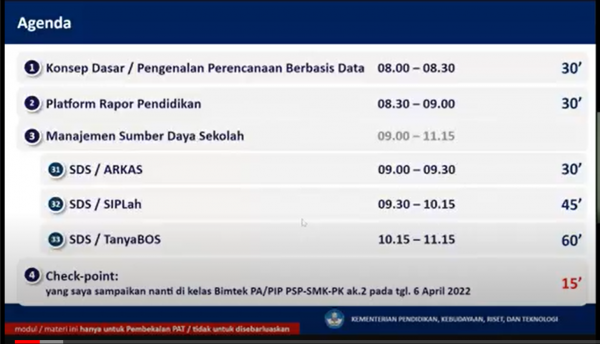 Agenda
1 Konsep Dasar / Pengenalan Perencanaan Berbasis Data 08.00 – 08.30 30’
2 Platform Rapor Pendidikan 08.30 – 09.00 30’
3 Manajemen Sumber Daya Sekolah 09.00 – 11.15
31 SDS / ARKAS 09.00 – 09.30 30’
32 SDS / SIPLah 09.30 – 10.15 45’
33 SDS / TanyaBOS 10.15 – 11.15 60’
4 Check-point: 15’
yang saya sampaikan nanti di kelas Bimtek PA/PIP PSP-SMK-PK ak.2 pada tgl. 6 April 2022
modul / materi ini hanya untuk Pembekalan PAT / tidak untuk disebarluaskan
KEMENTERIAN PENDIDIKAN, KEBUDAYAAN, RISET, DAN TEKNOLOGI